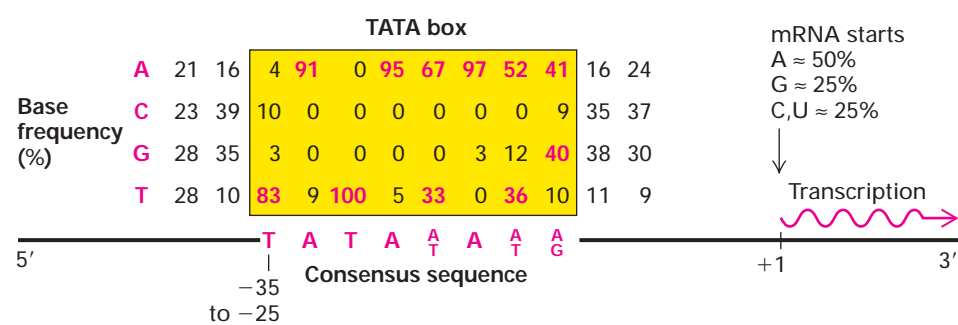 TATA box
mRNA starts
A ≈ 50%
G ≈ 25%
C,U ≈ 25%
Base
frequency
(%)
A 21 16 4 91 0 95 67 97 52 41 16 24
C 23 39 10 0 0 0 0 0 0 9 35 37
G 28 35 3 0 0 0 0 3 12 40 38 30
T 28 10 83 9 100 5 33 0 36 10 11 9
Transcription
T A T A A/T A A/T A/G
5′
Consensus sequence
+1
3′
−35
to −25